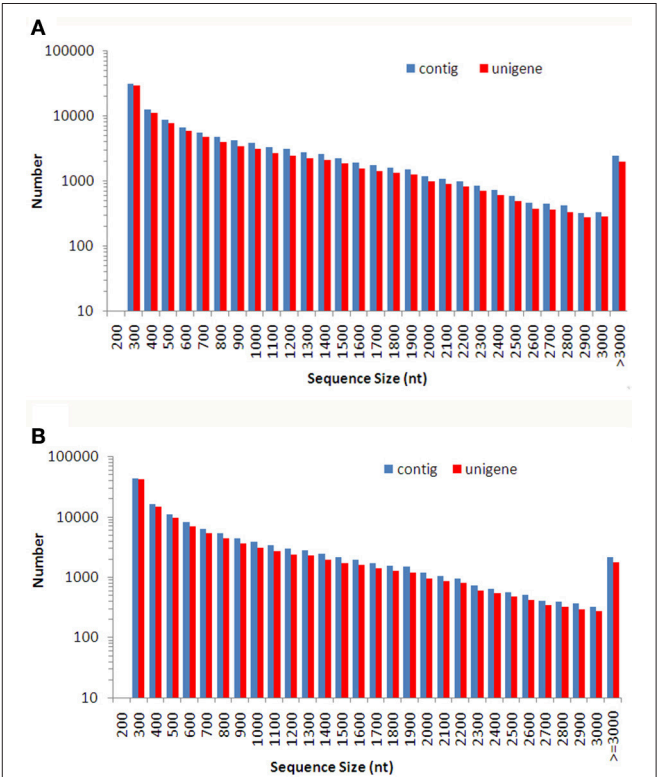 A
100000
10000
1000
100
10
Number
contig unigene
200 300 400 500 600 700 800 900 1000 1100 1200 1300 1400 1500 1600 1700 1800 1900 2000 2100 2200 2300 2400 2500 2600 2700 2800 2900 3000 >3000
Sequence Size (nt)
B
100000
10000
1000
100
10
Number
contig unigene
200 300 400 500 600 700 800 900 1000 1100 1200 1300 1400 1500 1600 1700 1800 1900 2000 2100 2200 2300 2400 2500 2600 2700 2800 2900 3000 >=3000
Sequence Size (nt)